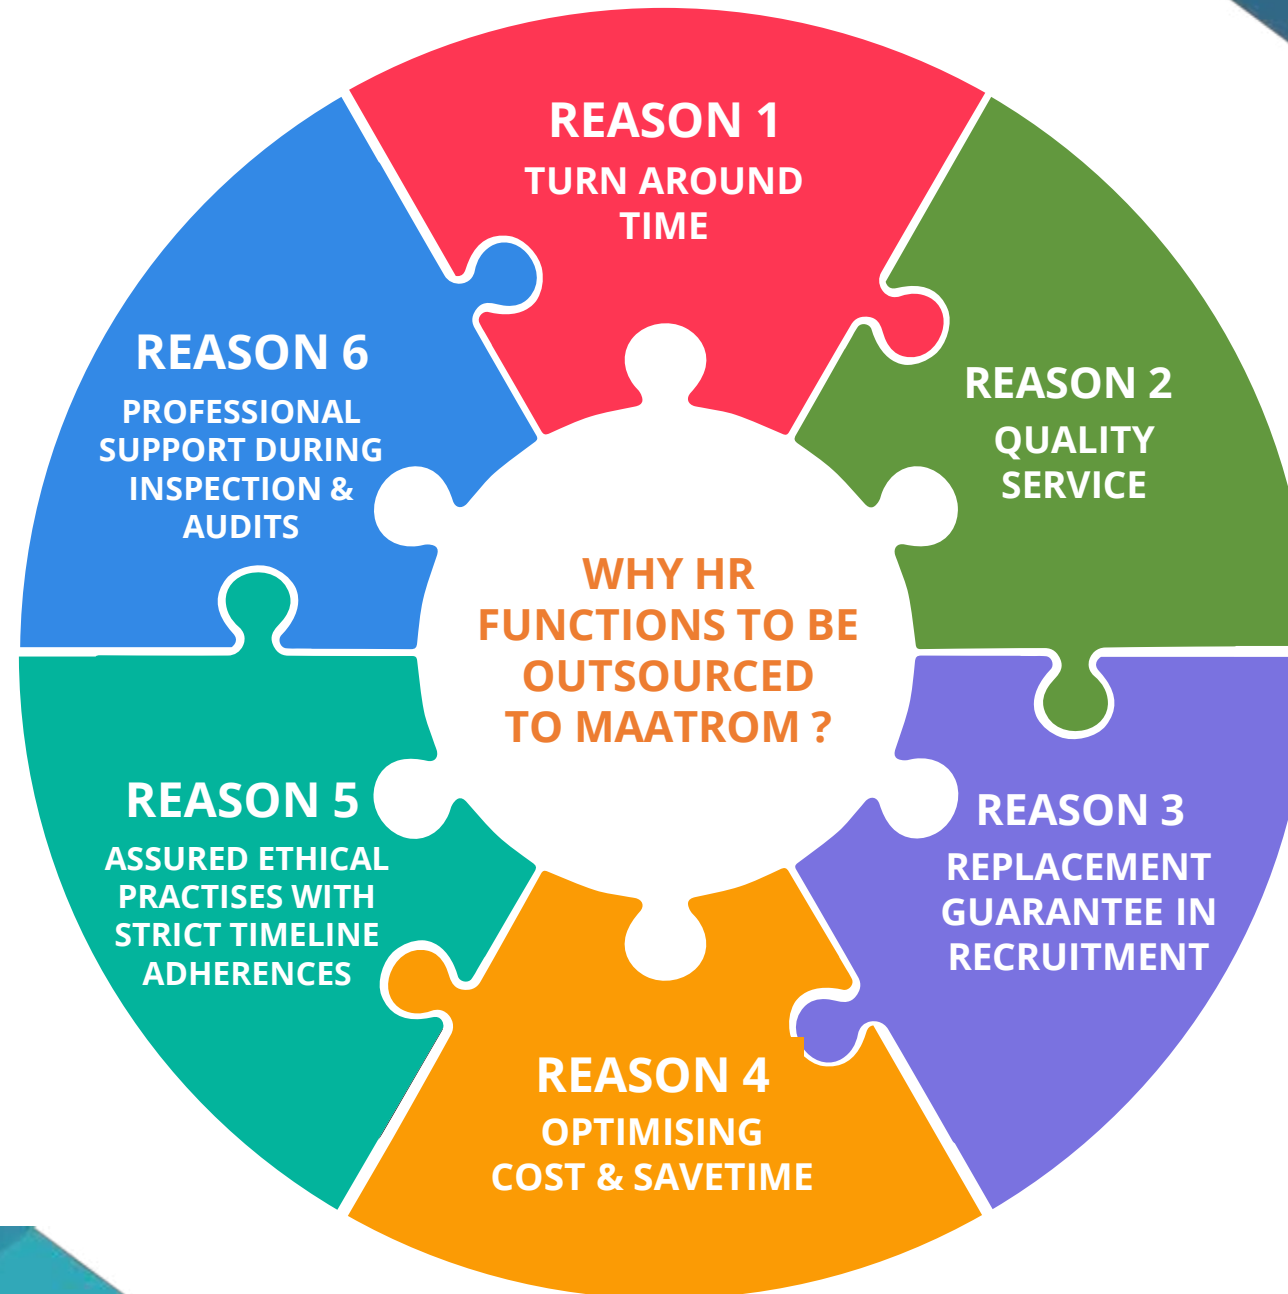 REASON 1
TURN AROUND
TIME
REASON 2
QUALITY
SERVICE
REASON 3
REPLACEMENT
GUARANTEE IN
RECRUITMENT
REASON 4
OPTIMISING
COST & SAVETIME
REASON 5
ASSURED ETHICAL
PRACTISES WITH
STRICT TIMELINE
ADHERENCES
REASON 6
PROFESSIONAL
SUPPORT DURING
INSPECTION &
AUDITS
WHY HR
FUNCTIONS TO BE
OUTSOURCED
TO MAATROM ?